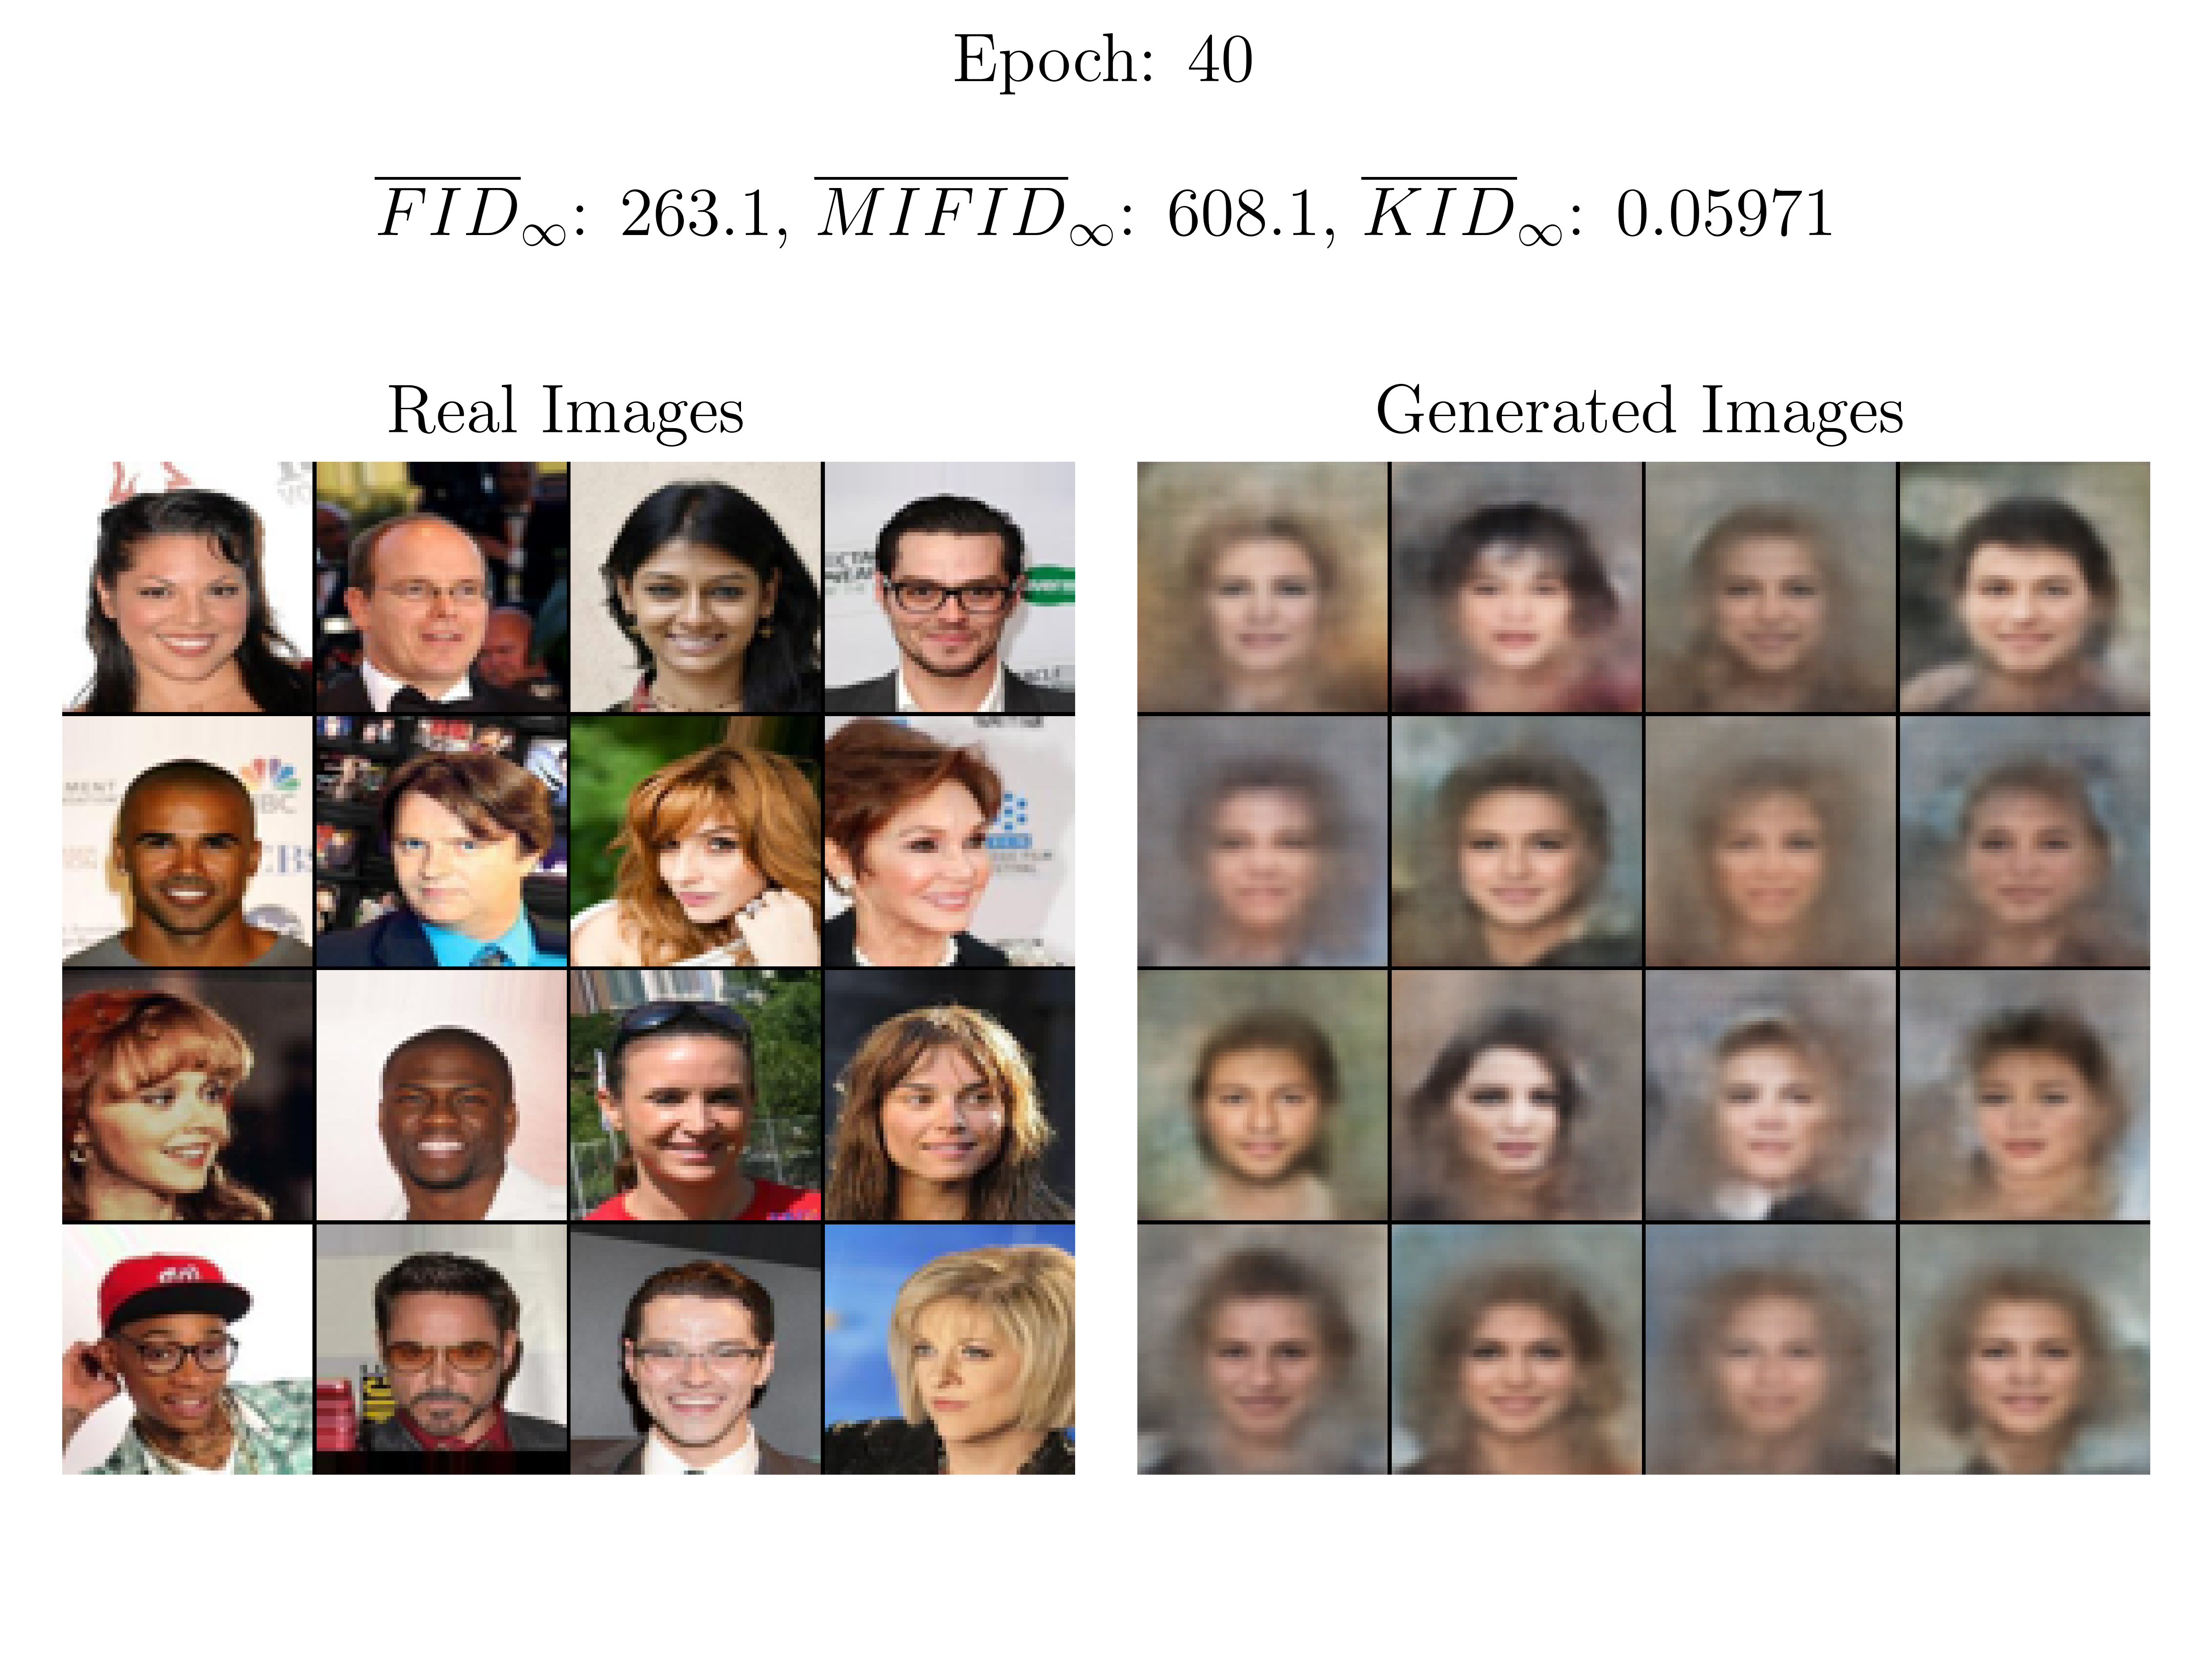 Epoch: 40
FID∞: 263.1, MIFID∞: 608.1, KID∞: 0.05971
Real Images
Generated Images